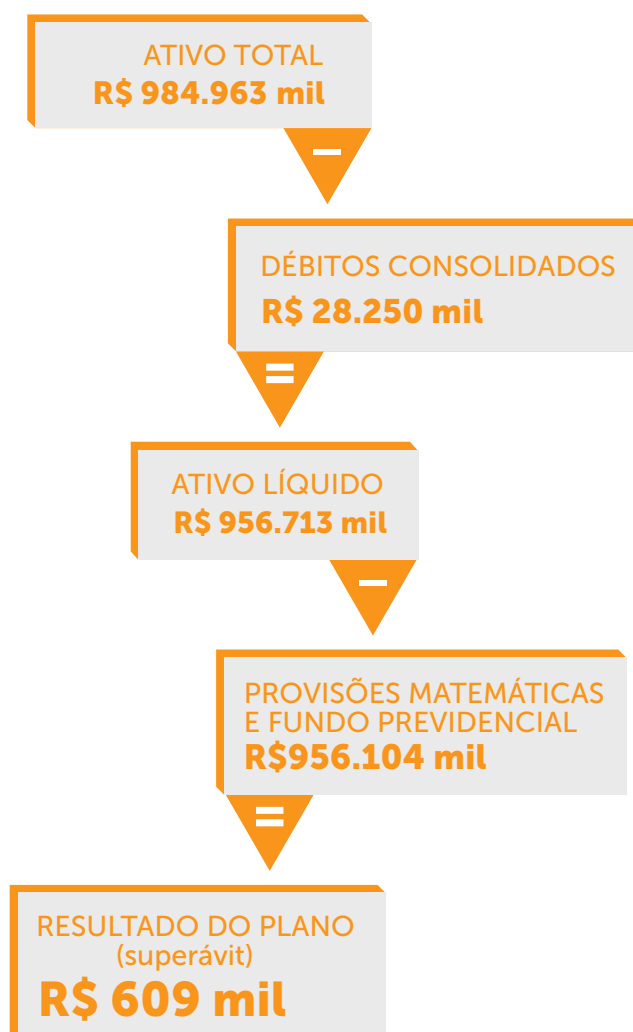 ATIVO TOTAL
R$ 984.963 mil
–
DÉBITOS CONSOLIDADOS
R$ 28.250 mil
=
ATIVO LÍQUIDO
R$ 956.713 mil
–
PROVISÕES MATEMÁTICAS
E FUNDO PREVIDENCIAL
R$956.104 mil
=
RESULTADO DO PLANO
(superávit)
R$ 609 mil